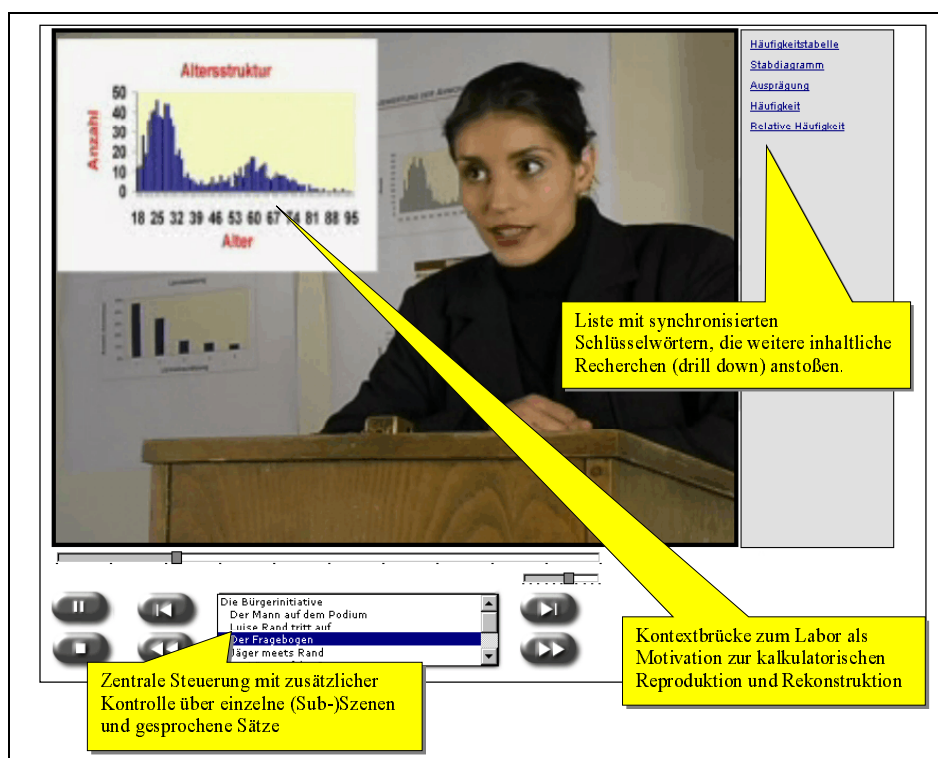 Altersstruktur
Anzahl
50
40
30
20
10
0
18 25 32 39 46 53 60 67 74 81 88 95
Alter
Häufigkeitstabelle
Stabdiagramm
Ausprägung
Häufigkeit
Relative Häufigkeit
Liste mit synchronisierten
Schlüsselwörtern, die weitere inhaltliche
Recherchen (drill down) anstoßen.
Die Bürgerinitiative
Der Mann auf dem Podium
Luise Rand tritt auf
Der Fragebogen
Jäger meets Rand
Zentrale Steuerung mit zusätzlicher
Kontrolle über einzelne (Sub-)Szenen
und gesprochene Sätze
Kontextbrücke zum Labor als
Motivation zur kalkulatorischen
Reproduktion und Rekonstruktion